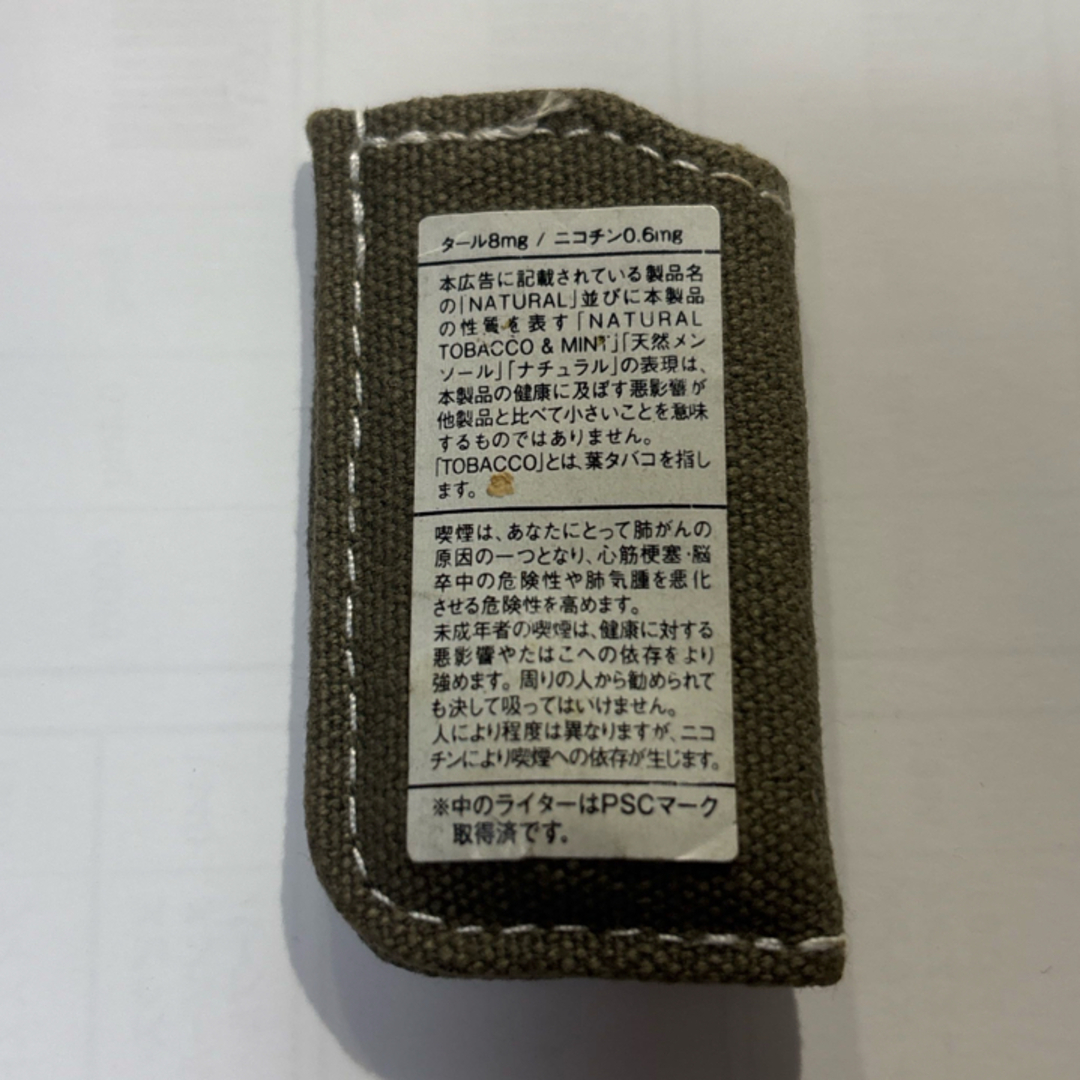 タール8mg / ニコチン0.6mg
本広告に記載されている製品名
の「NATURAL」並びに本製品
の性質を表す「NATURAL
TOBACCO & MINT」「天然メン
ソール」「ナチュラル」の表現は、
本製品の健康に及ぼす悪影響が
他製品と比べて小さいことを意味
するものではありません。
「TOBACCO」とは、葉タバコを指し
ます。
喫煙は、あなたにとって肺がんの
原因の一つとなり、心筋梗塞・脳
卒中の危険性や肺気腫を悪化
させる危険性を高めます。
未成年者の喫煙は、健康に対する
悪影響やたばこへの依存をより
強めます。周りの人から勧められて
も決して吸ってはいけません。
人により程度は異なりますが、ニコ
チンにより喫煙への依存が生じます。
※中のライターはPSCマーク
取得済です。